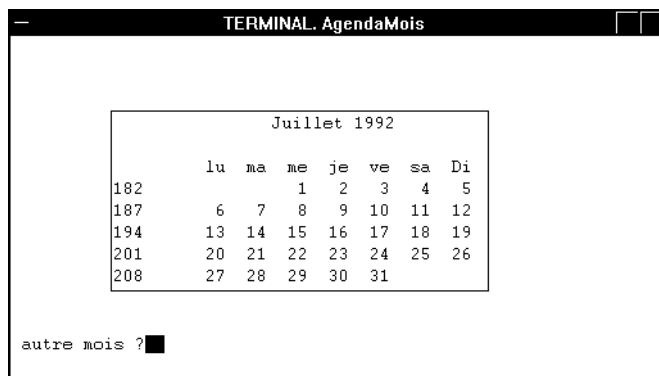 TERMINAL. AgendaMois
Juillet 1992
lu ma me je ve sa Di
182 1 2 3 4 5
187 6 7 8 9 10 11 12
194 13 14 15 16 17 18 19
201 20 21 22 23 24 25 26
208 27 28 29 30 31
autre mois ?